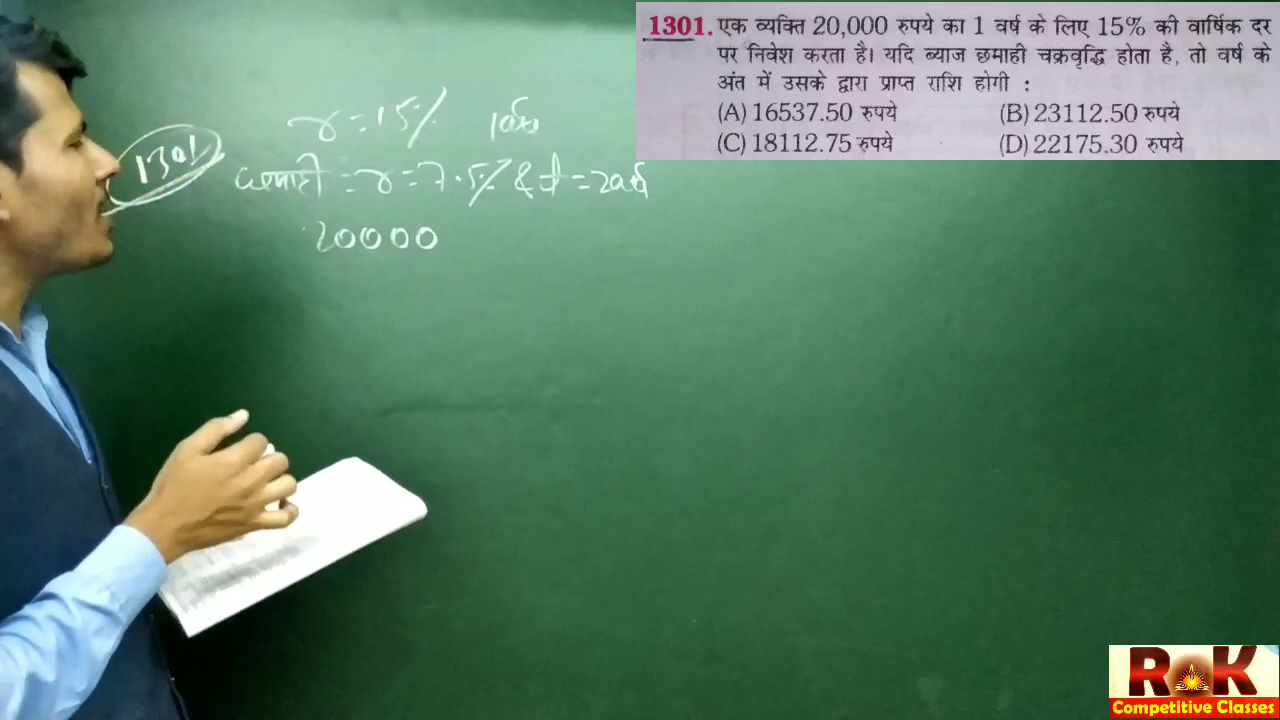 1301. एक व्यक्ति 20,000 रुपये का 1 वर्ष के लिए 15% की वार्षिक दर
पर निवेश करता है। यदि ब्याज छमाही चक्रवृद्धि होता है, तो वर्ष के
अंत में उसके द्वारा प्राप्त राशि होगी :
(A) 16537.50 रुपये (B) 23112.50 रुपये
(C) 18112.75 रुपये (D) 22175.30 रुपये
1301
r = 15% 1वर्ष
छमाही = r = 7.5% & t = 2वर्ष
20000
RK
Competitive Classes